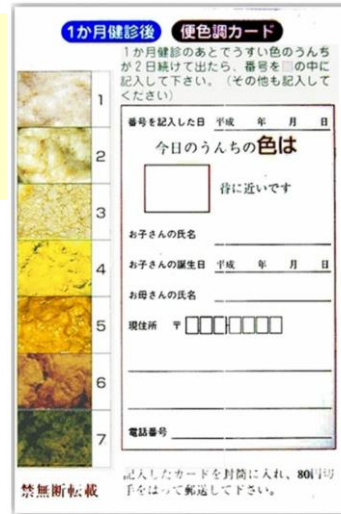 1か月健診後 便色調カード
1か月健診のあとでうすい色のうんち
が2日続けて出たら、番号を□の中に
記入して下さい。（その他も記入して
ください）
1
2
3
4
5
6
7
番号を記入した日 平成 年 月 日
今日のうんちの色は
番に近いです
お子さんの氏名
お子さんの誕生日 平成 年 月 日
お母さんの氏名
現住所 〒
電話番号
禁無断転載
記入したカードを封筒に入れ、80円切
手をはって郵送して下さい。